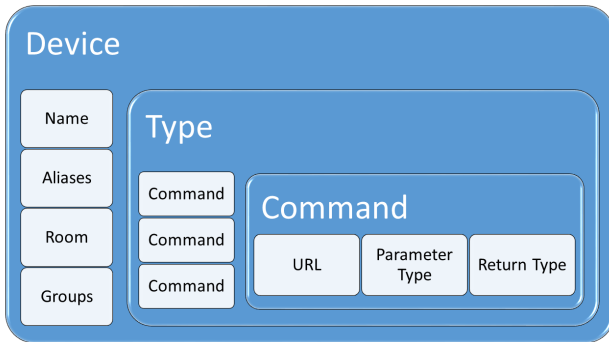 Device
Name
Aliases
Room
Groups
Type
Command
Command
Command
Command
URL
Parameter
Type
Return Type